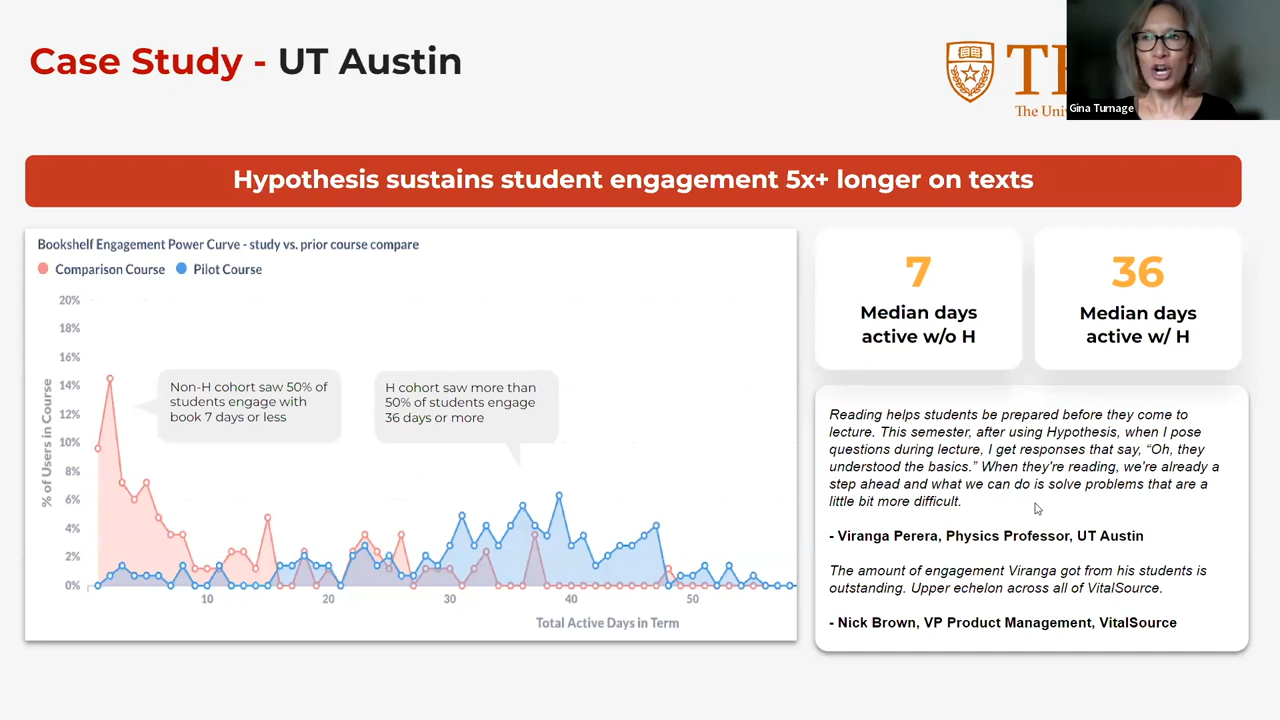 Case Study - UT Austin
The
Gina Turnage
Hypothesis sustains student engagement 5x+ longer on texts
Bookshelf Engagement Power Curve - study vs. prior course compare
Comparison Course
Pilot Course
20%
18%
16%
14%
12%
10%
8%
6%
4%
2%
0%
% of Users in Course
Non-H cohort saw 50% of
students engage with
book 7 days or less
H cohort saw more than
50% of students engage
36 days or more
10
20
30
40
50
Total Active Days in Term
7
Median days
active w/o H
36
Median days
active w/ H
Reading helps students be prepared before they come to
lecture. This semester, after using Hypothesis, when I pose
questions during lecture, I get responses that say, “Oh, they
understood the basics.” When they're reading, we're already a
step ahead and what we can do is solve problems that are a
little bit more difficult.
- Viranga Perera, Physics Professor, UT Austin
The amount of engagement Viranga got from his students is
outstanding. Upper echelon across all of VitalSource.
- Nick Brown, VP Product Management, VitalSource